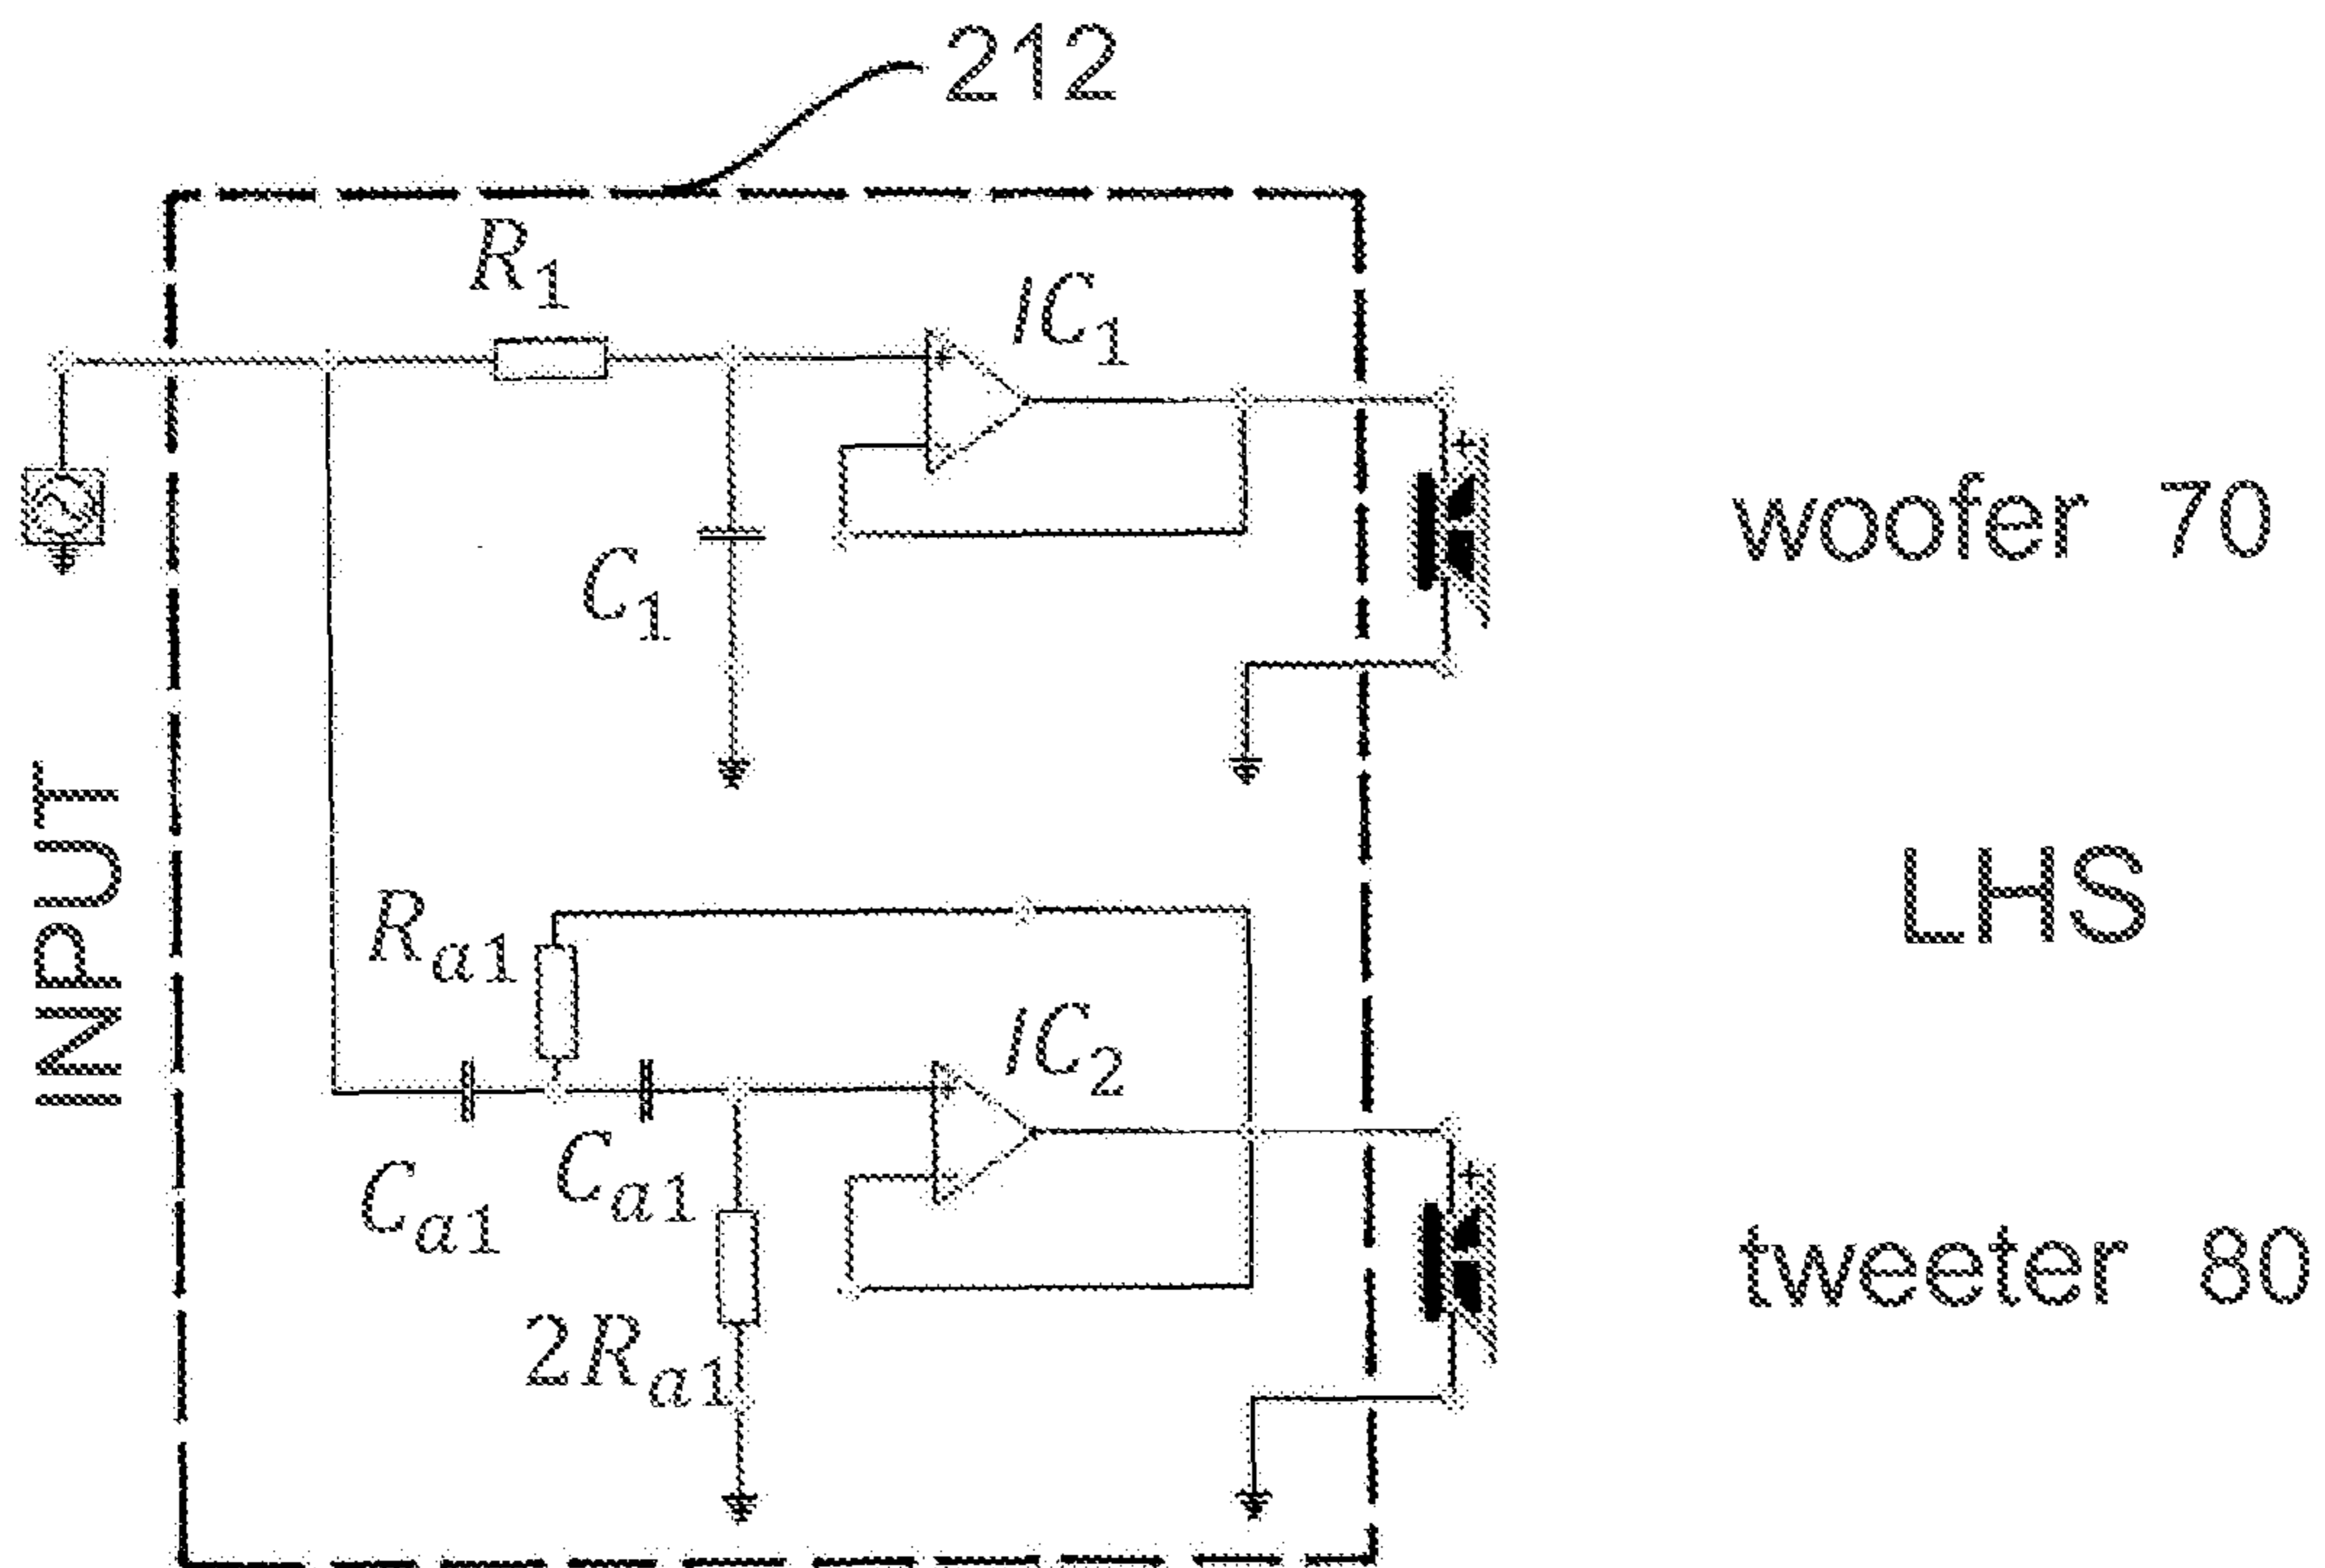 212
R₁
IC₁
C₁
woofer 70
INPUT
LHS
Rₐ₁
IC₂
Cₐ₁
Cₐ₁
2Rₐ₁
tweeter 80
+
+